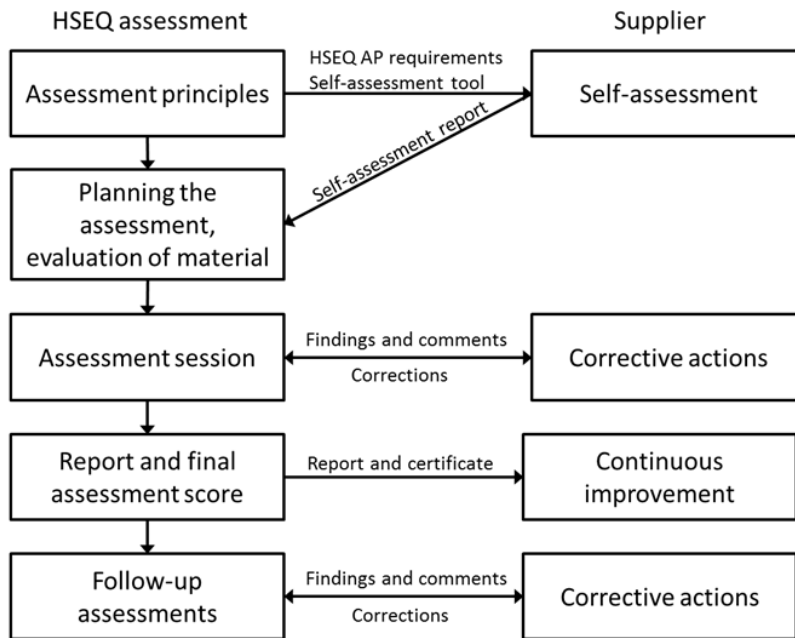 HSEQ assessment
Supplier
Assessment principles
HSEQ AP requirements
Self-assessment tool
Self-assessment
Self-assessment report
Planning the
assessment,
evaluation of material
Assessment session
Findings and comments
Corrections
Corrective actions
Report and final
assessment score
Report and certificate
Continuous
improvement
Follow-up
assessments
Findings and comments
Corrections
Corrective actions